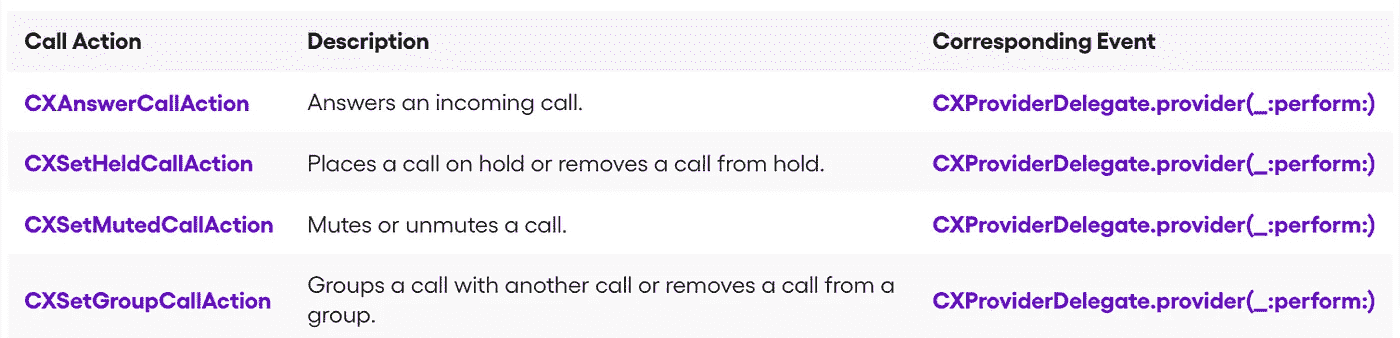 Call Action Description Corresponding Event
CXAnswerCallAction Answers an incoming call. CXProviderDelegate.provider(_:perform:)
CXSetHeldCallAction Places a call on hold or removes a call from hold. CXProviderDelegate.provider(_:perform:)
CXSetMutedCallAction Mutes or unmutes a call. CXProviderDelegate.provider(_:perform:)
CXSetGroupCallAction Groups a call with another call or removes a call from a
group. CXProviderDelegate.provider(_:perform:)